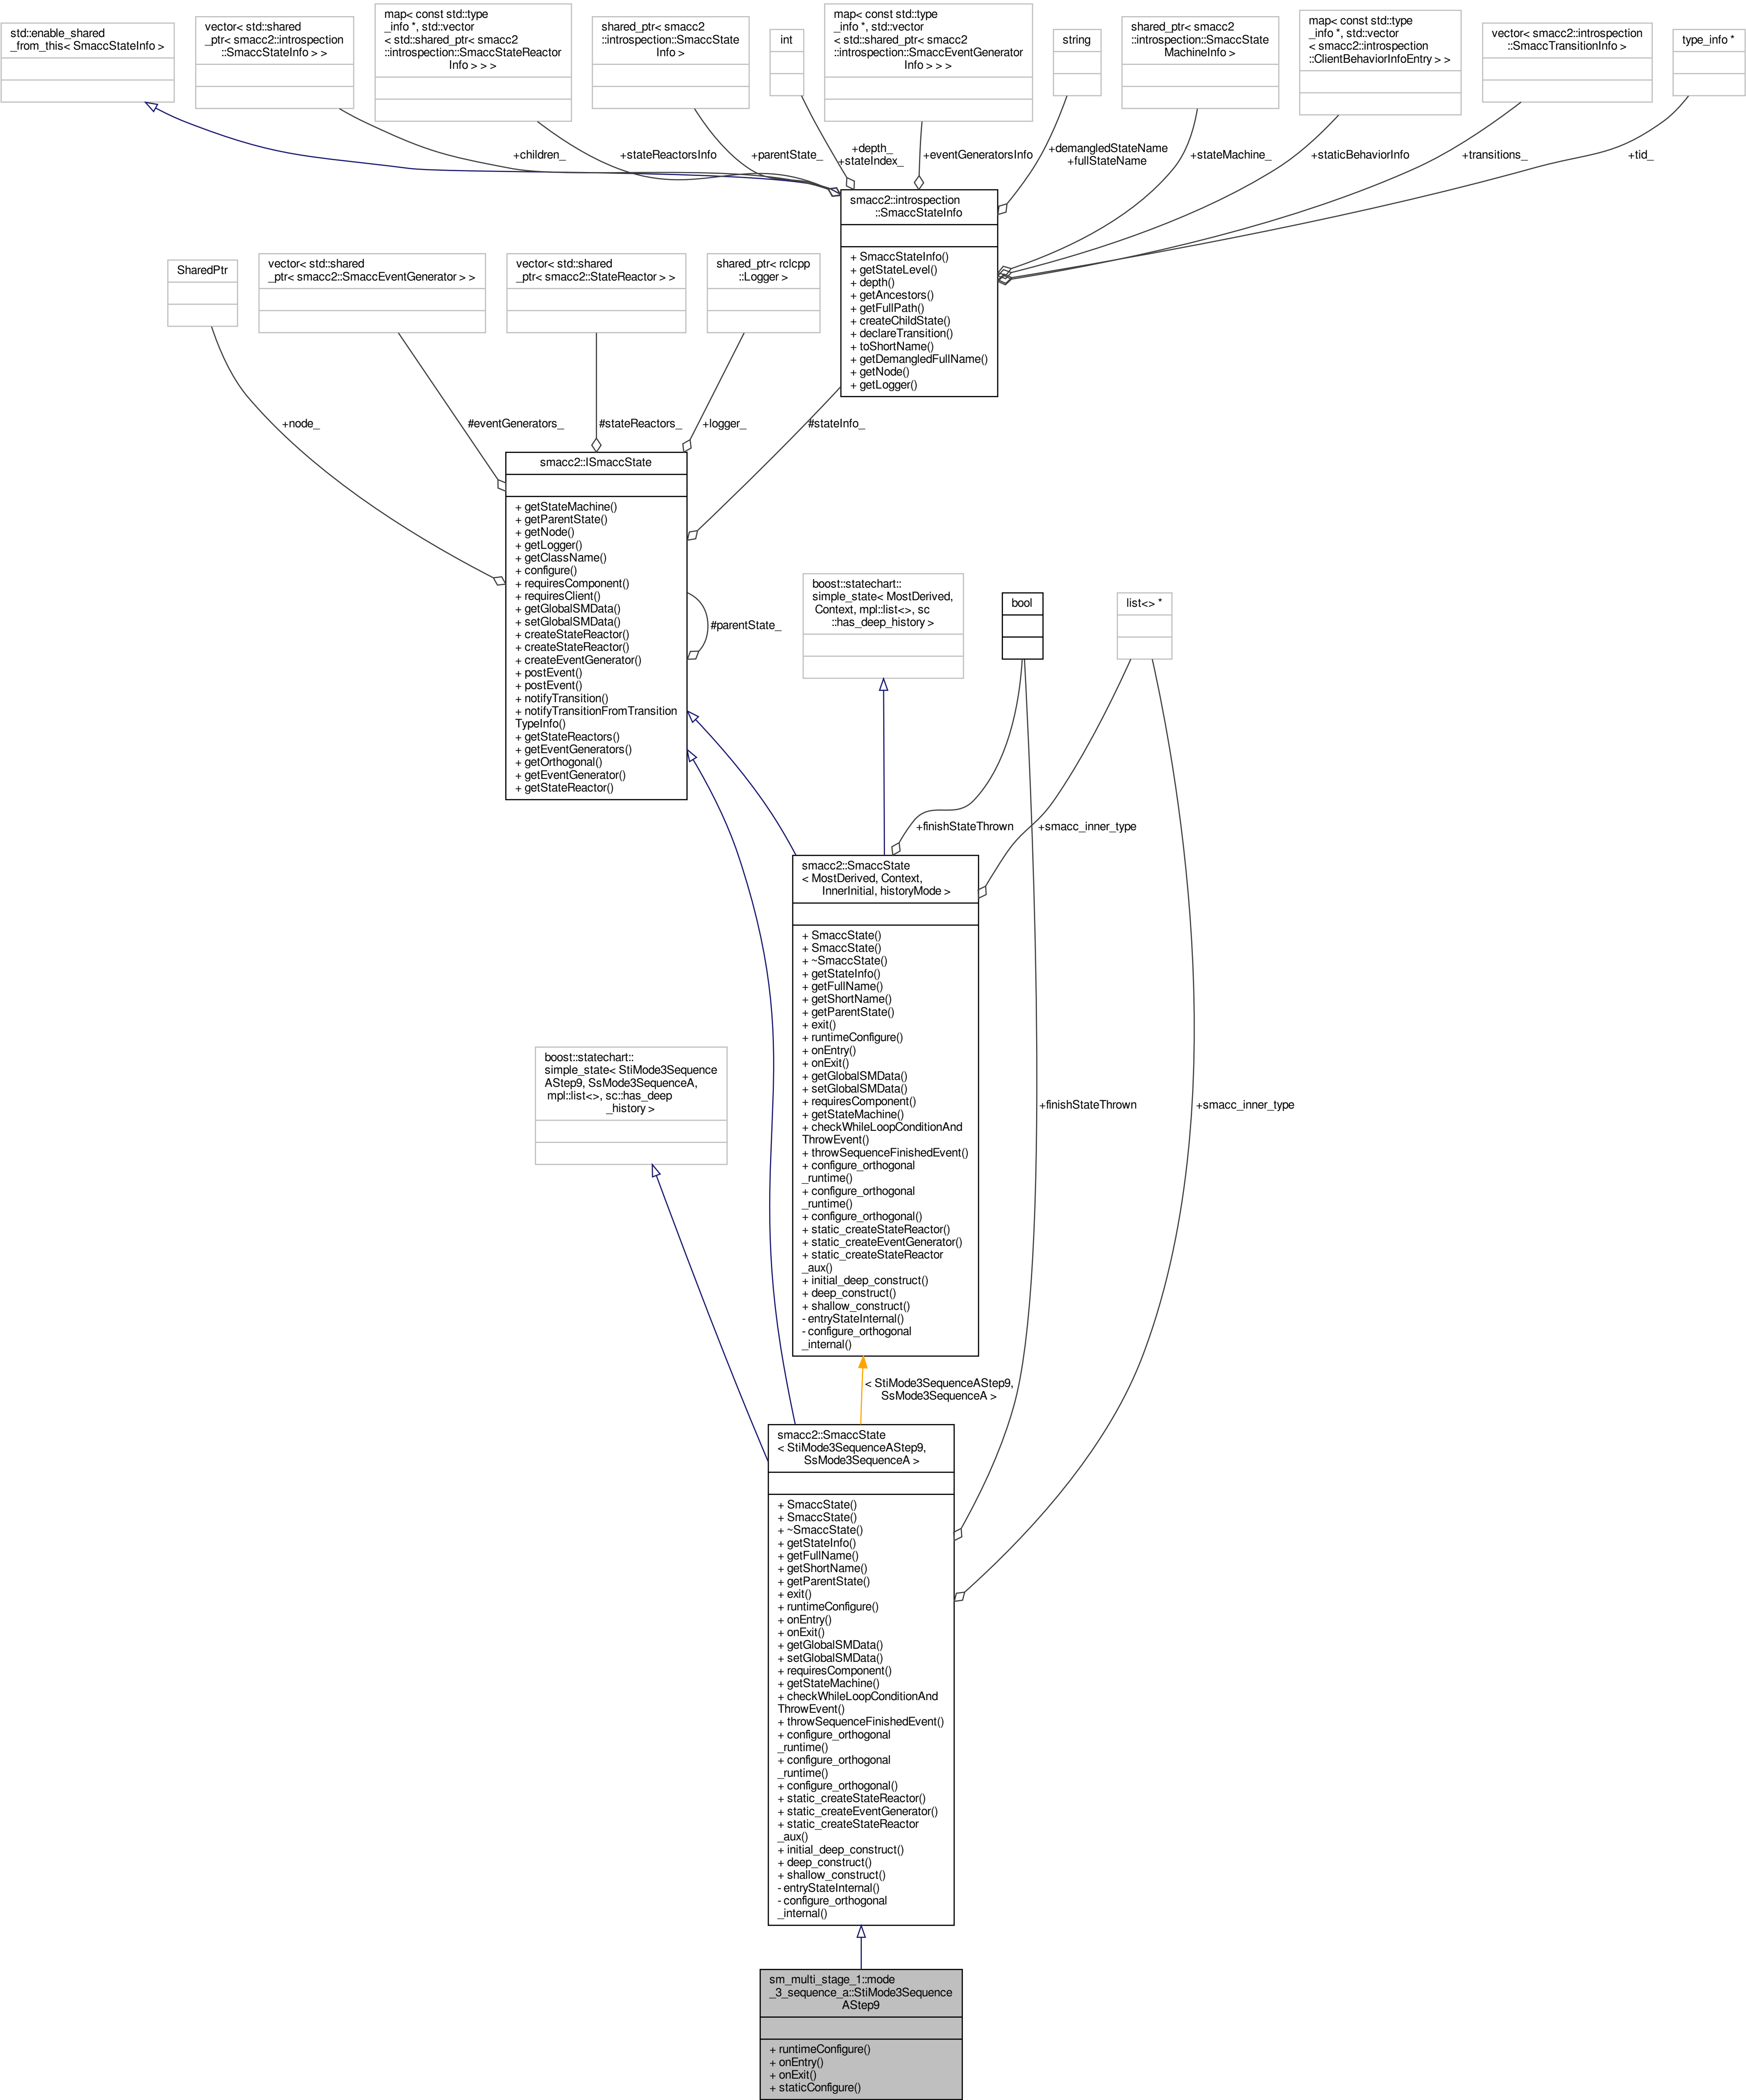 std::enable_shared
_from_this< SmaccStateInfo >
vector< std::shared
_ptr< smacc2::introspection
::SmaccStateInfo > >
map< const std::type
_info *, std::vector
< std::shared_ptr< smacc2
::introspection::SmaccStateReactor
Info > > >
shared_ptr< smacc2
::introspection::SmaccState
Info >
int
map< const std::type
_info *, std::vector
< std::shared_ptr< smacc2
::introspection::SmaccEventGenerator
Info > > >
string
shared_ptr< smacc2
::introspection::SmaccState
MachineInfo >
map< const std::type
_info *, std::vector
< smacc2::introspection
::ClientBehaviorInfoEntry > >
vector< smacc2::introspection
::SmaccTransitionInfo >
type_info *
+children_
+stateReactorsInfo
+parentState_
+depth_
+stateIndex_
+eventGeneratorsInfo
+demangledStateName
+fullStateName
+stateMachine_
+staticBehaviorInfo
+transitions_
+tid_
smacc2::introspection
::SmaccStateInfo
+ SmaccStateInfo()
+ getStateLevel()
+ depth()
+ getAncestors()
+ getFullPath()
+ createChildState()
+ declareTransition()
+ toShortName()
+ getDemangledFullName()
+ getNode()
+ getLogger()
SharedPtr
vector< std::shared
_ptr< smacc2::SmaccEventGenerator > >
vector< std::shared
_ptr< smacc2::StateReactor > >
shared_ptr< rclcpp
::Logger >
+node_
#eventGenerators_
#stateReactors_
+logger_
#stateInfo_
smacc2::ISmaccState
+ getStateMachine()
+ getParentState()
+ getNode()
+ getLogger()
+ getClassName()
+ configure()
+ requiresComponent()
+ requiresClient()
+ getGlobalSMData()
+ setGlobalSMData()
+ createStateReactor()
+ createStateReactor()
+ createEventGenerator()
+ postEvent()
+ postEvent()
+ notifyTransition()
+ notifyTransitionFromTransition
TypeInfo()
+ getStateReactors()
+ getEventGenerators()
+ getOrthogonal()
+ getEventGenerator()
+ getStateReactor()
#parentState_
boost::statechart::
simple_state< MostDerived,
Context, mpl::list<>, sc
::has_deep_history >
bool
list<> *
+finishStateThrown
+smacc_inner_type
smacc2::SmaccState
< MostDerived, Context,
InnerInitial, historyMode >
+ SmaccState()
+ SmaccState()
+ ~SmaccState()
+ getStateInfo()
+ getFullName()
+ getShortName()
+ getParentState()
+ exit()
+ runtimeConfigure()
+ onEntry()
+ onExit()
+ getGlobalSMData()
+ setGlobalSMData()
+ requiresComponent()
+ getStateMachine()
+ checkWhileLoopConditionAnd
ThrowEvent()
+ throwSequenceFinishedEvent()
+ configure_orthogonal
_runtime()
+ configure_orthogonal
_runtime()
+ configure_orthogonal()
+ static_createStateReactor()
+ static_createEventGenerator()
+ static_createStateReactor
_aux()
+ initial_deep_construct()
+ deep_construct()
+ shallow_construct()
- entryStateInternal()
- configure_orthogonal
_internal()
boost::statechart::
simple_state< StiMode3Sequence
AStep9, SsMode3SequenceA,
mpl::list<>, sc::has_deep
_history >
+finishStateThrown
+smacc_inner_type
< StiMode3SequenceAStep9,
SsMode3SequenceA >
smacc2::SmaccState
< StiMode3SequenceAStep9,
SsMode3SequenceA >
+ SmaccState()
+ SmaccState()
+ ~SmaccState()
+ getStateInfo()
+ getFullName()
+ getShortName()
+ getParentState()
+ exit()
+ runtimeConfigure()
+ onEntry()
+ onExit()
+ getGlobalSMData()
+ setGlobalSMData()
+ requiresComponent()
+ getStateMachine()
+ checkWhileLoopConditionAnd
ThrowEvent()
+ throwSequenceFinishedEvent()
+ configure_orthogonal
_runtime()
+ configure_orthogonal
_runtime()
+ configure_orthogonal()
+ static_createStateReactor()
+ static_createEventGenerator()
+ static_createStateReactor
_aux()
+ initial_deep_construct()
+ deep_construct()
+ shallow_construct()
- entryStateInternal()
- configure_orthogonal
_internal()
sm_multi_stage_1::mode
_3_sequence_a::StiMode3Sequence
AStep9
+ runtimeConfigure()
+ onEntry()
+ onExit()
+ staticConfigure()